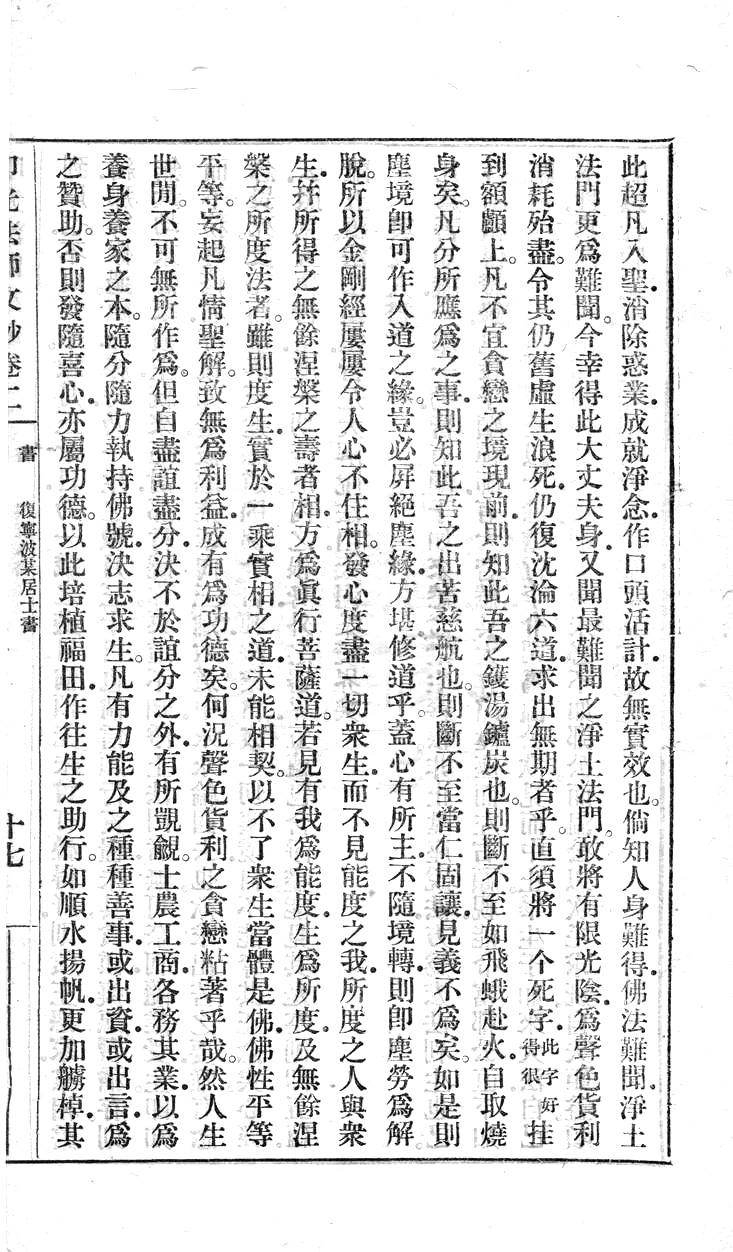 此超凡入聖．消除惑業．成就淨念．作口頭活計．故無實效也。倘知人身難得．佛法難聞．淨土
法門更爲難聞。今幸得此大丈夫身．又聞最難聞之淨土法門。敢將有限光陰．爲聲色貨利
消耗殆盡。令其仍舊虛生浪死．仍復沈淪六道．求出無期者乎。直須將一个死字．此字好得很挂
到額顱上。凡不宜貪戀之境現前．則知此吾之鑊湯鑪炭也。則斷不至如飛蛾赴火．自取燒
身矣。凡分所應爲之事．則知此吾之出苦慈航也。則斷不至當仁固讓．見義不爲矣。如是則
塵境卽可作入道之緣。豈必屏絕塵緣．方堪修道乎。蓋心有所主．不隨境轉．則卽塵勞爲解
脫。所以金剛經屢屢令人心不住相。發心度盡一切衆生．而不見能度之我．所度之人與衆
生．幷所得之無餘涅槃之壽者相．方爲眞行菩薩道。若見有我爲能度．生爲所度．及無餘涅
槃之所度法者。雖則度生．實於一乘實相之道．未能相契。以不了衆生當體是佛．佛性平等
平等。妄起凡情聖解。致無爲利益．成有爲功德矣。何況聲色貨利之貪戀粘著乎哉。然人生
世間。不可無所作爲。但自盡誼盡分．決不於誼分之外．有所覬覦。士農工商．各務其業．以爲
養身養家之本。隨分隨力執持佛號．決志求生。凡有力能及之種種善事．或出資．或出言．爲
之贊助。否則發隨喜心．亦屬功德。以此培植福田．作往生之助行。如順水揚帆．更加艣棹．其
印光法師文鈔卷二　書　復寧波某居士書　十七